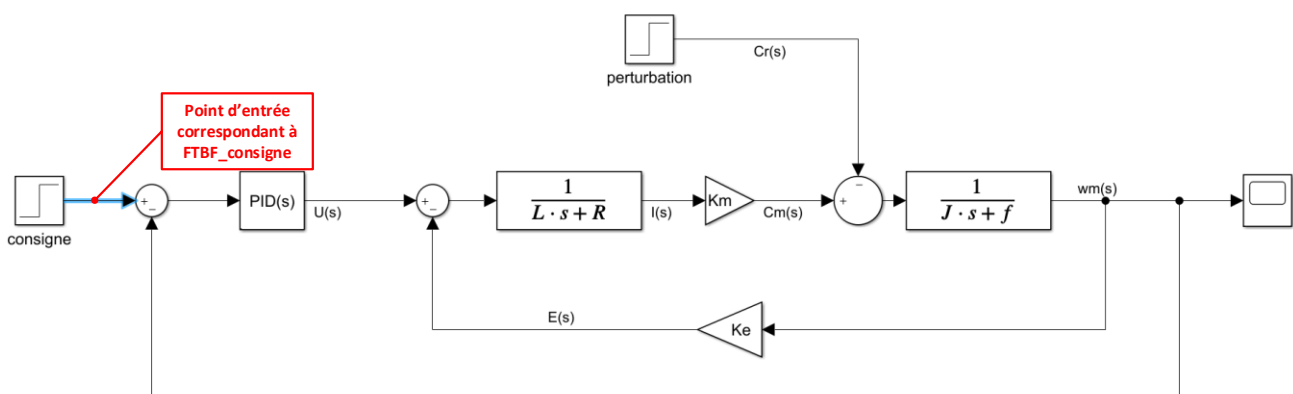 Cr(s)
perturbation
Point d'entrée
correspondant à
FTBF_consigne
consigne
+
−
PID(s)
U(s)
+
−
1
L · s + R
I(s)
Km
Cm(s)
−
+
1
J · s + f
wm(s)
E(s)
Ke